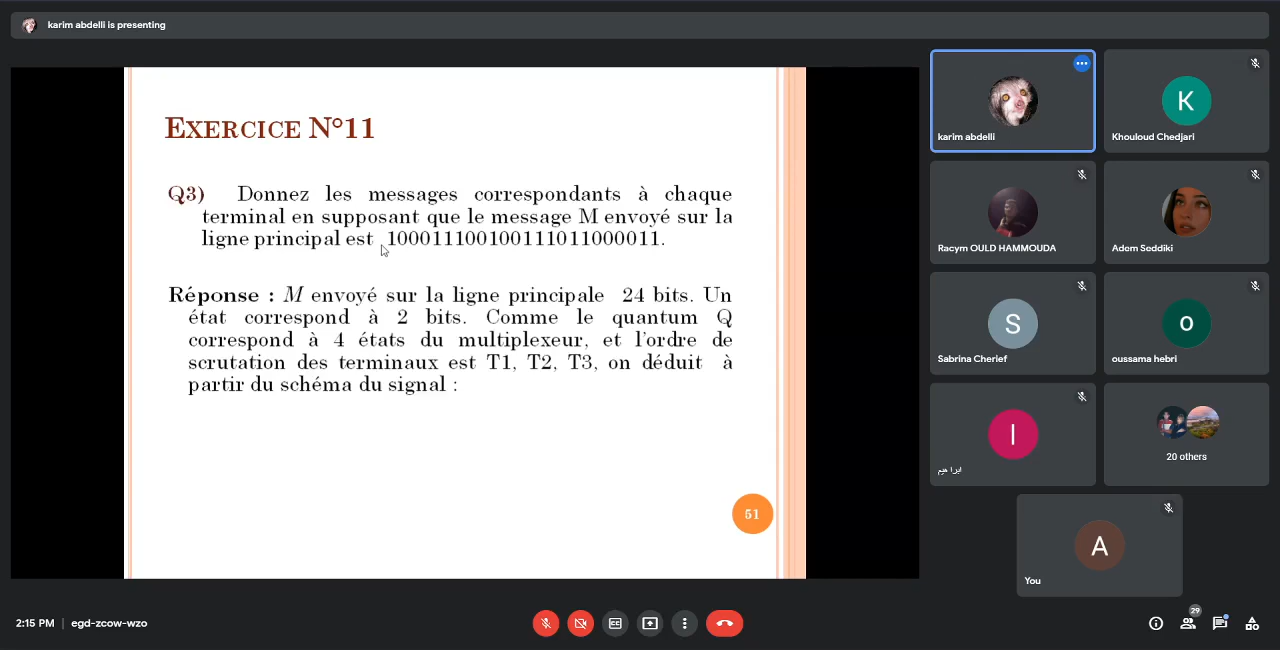 karim abdelli is presenting
EXERCICE N°11
Q3) Donnez les messages correspondants à chaque
terminal en supposant que le message M envoyé sur la
ligne principal est 100011100100111011000011.
Réponse : M envoyé sur la ligne principale 24 bits. Un
état correspond à 2 bits. Comme le quantum Q
correspond à 4 états du multiplexeur, et l'ordre de
scrutation des terminaux est T1, T2, T3, on déduit à
partir du schéma du signal :
51
karim abdelli
K
Khouloud Chedjari
Racym OULD HAMMOUDA
Adem Seddiki
S
Sabrina Cherief
o
oussama hebri
I
ابراهيم
20 others
A
You
2:15 PM | egd-zcow-wzo
29